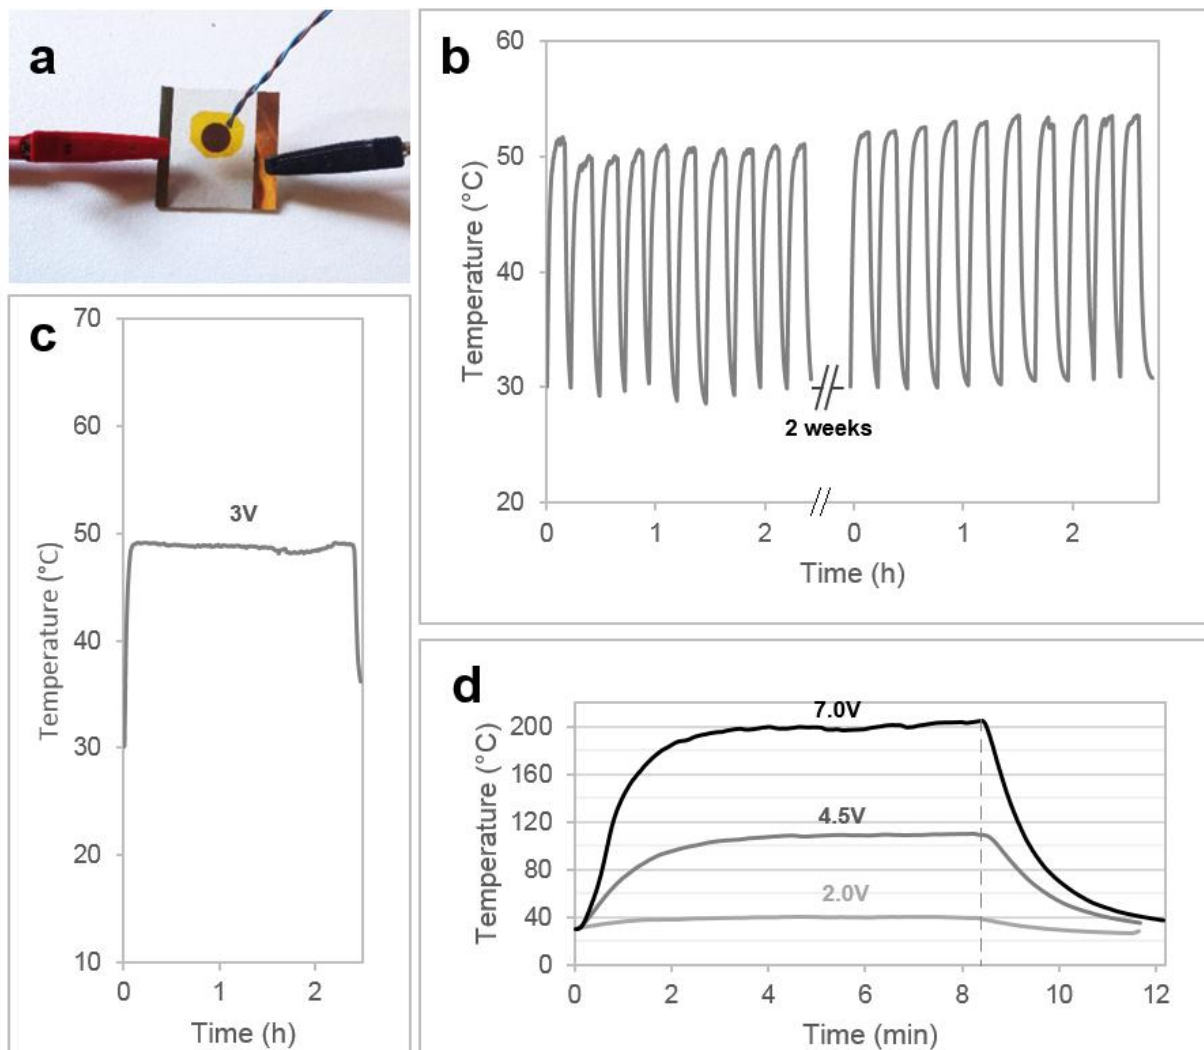 a
b
60
50
40
30
20
Temperature (°C)
2 weeks
0 1 2 0 1 2
Time (h)
c
70
60
50
40
30
20
10
Temperature (°C)
3V
0 1 2
Time (h)
d
200
160
120
80
40
0
Temperature (°C)
7.0V
4.5V
2.0V
0 2 4 6 8 10 12
Time (min)